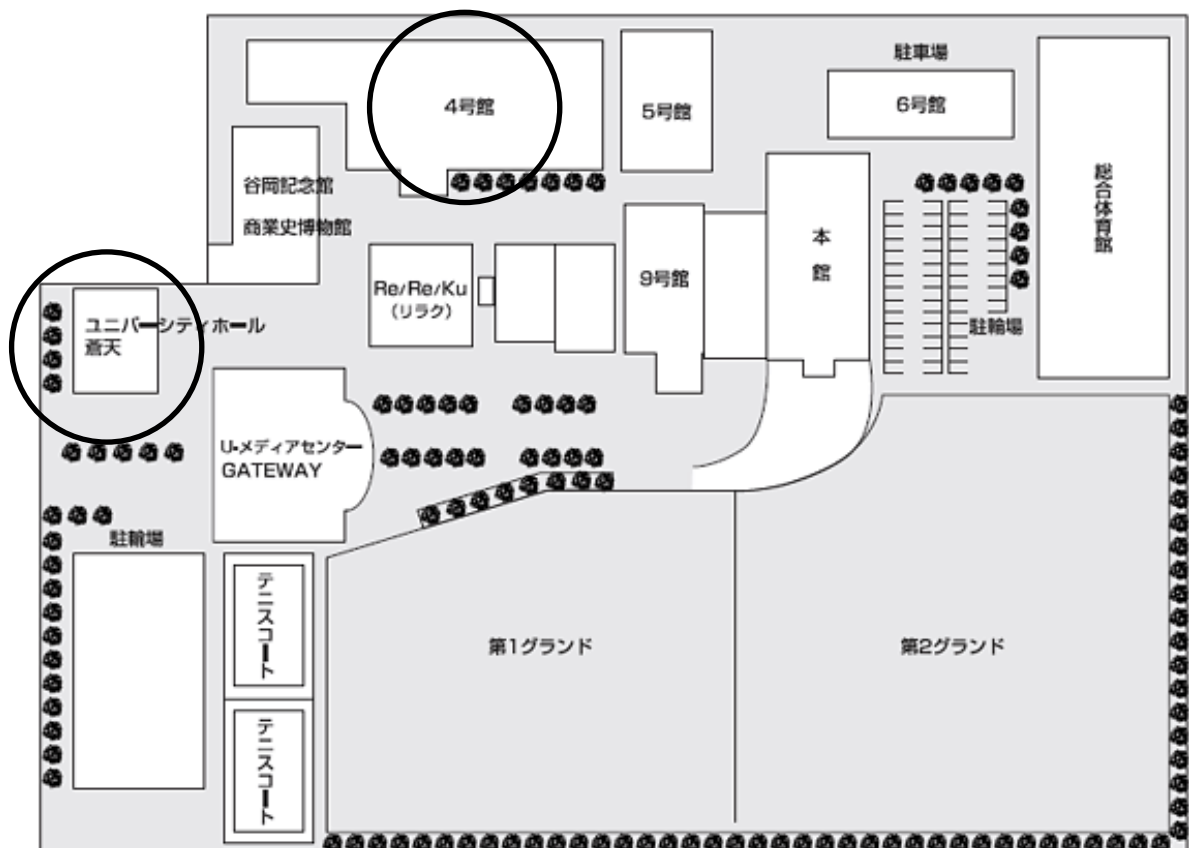 駐車場
4号館
5号館
6号館
谷岡記念館
商業史博物館
総合体育館
本館
9号館
Re/Re/Ku
(リラク)
ユニバーシティホール
蒼天
駐輪場
U-メディアセンター
GATEWAY
駐輪場
テニスコート
テニスコート
第1グランド
第2グランド